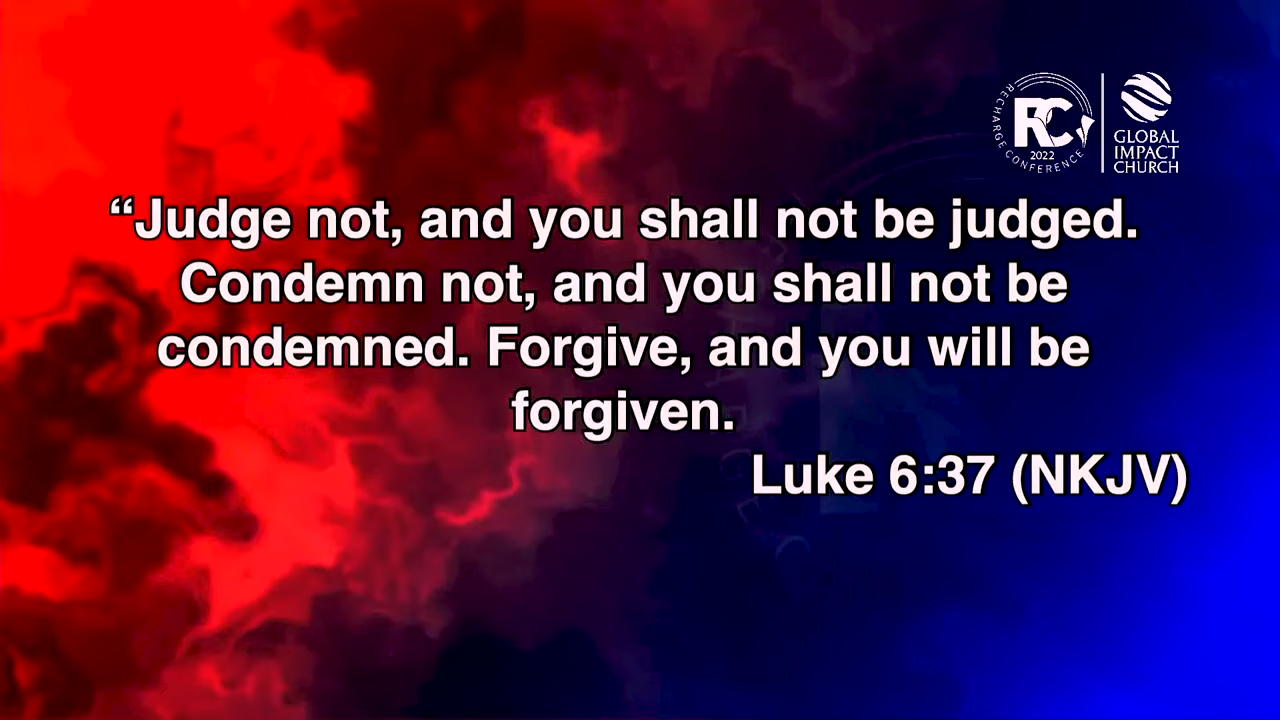 RECHARGE CONFERENCE
RC
2022
GLOBAL
IMPACT
CHURCH
“Judge not, and you shall not be judged.
Condemn not, and you shall not be
condemned. Forgive, and you will be
forgiven.
Luke 6:37 (NKJV)